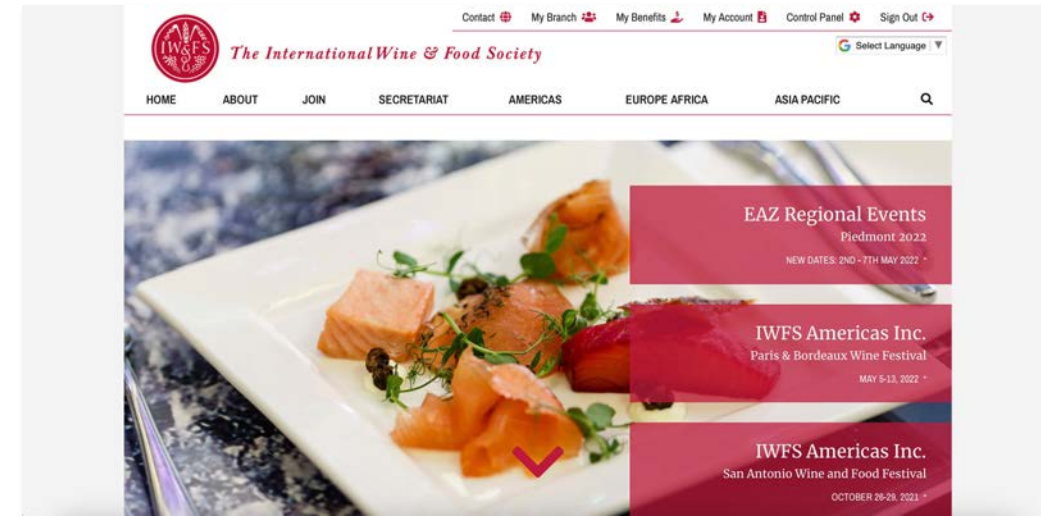 Contact My Branch My Benefits My Account Control Panel Sign Out
IW&FS
The International Wine & Food Society
G Select Language ▼
HOME ABOUT JOIN SECRETARIAT AMERICAS EUROPE AFRICA ASIA PACIFIC
EAZ Regional Events
Piedmont 2022
NEW DATES: 2ND - 7TH MAY 2022
IWFS Americas Inc.
Paris & Bordeaux Wine Festival
MAY 5-13, 2022
IWFS Americas Inc.
San Antonio Wine and Food Festival
OCTOBER 26-29, 2021